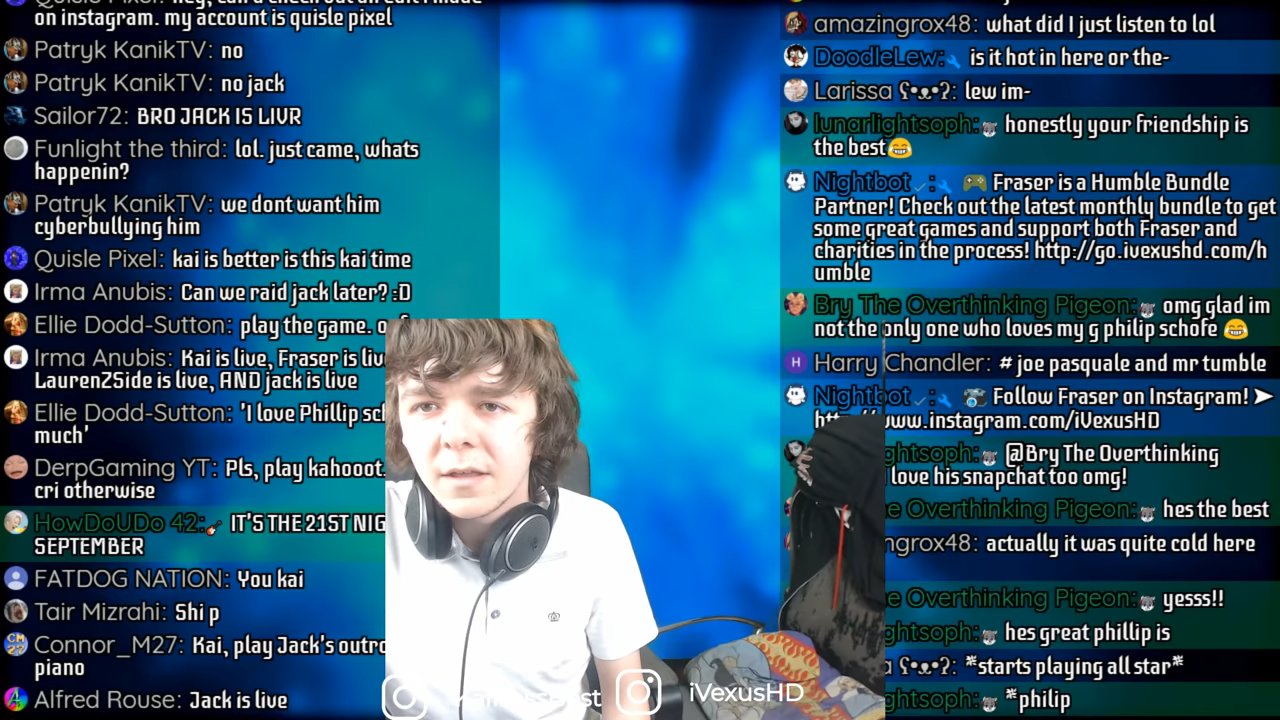 on instagram. my account is quisle pixel
Patryk KanikTV: no
Patryk KanikTV: no jack
Sailor72: BRO JACK IS LIVR
Funlight the third: lol. just came, whats
happenin?
Patryk KanikTV: we dont want him
cyberbullying him
Quisle Pixel: kai is better is this kai time
Irma Anubis: Can we raid jack later? :D
Ellie Dodd-Sutton: play the game.
Irma Anubis: Kai is live, Fraser is liv
LaurenZSide is live, AND jack is live
Ellie Dodd-Sutton: 'I love Phillip sc
much'
DerpGaming YT: Pls, play kahooot.
cri otherwise
HowDoUDo 42: IT'S THE 21ST NIG
SEPTEMBER
FATDOG NATION: You kai
Tair Mizrahi: Ship
Connor_M27: Kai, play Jack's outro
piano
Alfred Rouse: Jack is live
iVexusHD
amazingrox48: what did I just listen to lol
DoodleLew: is it hot in here or the-
Larissa ʕ•ᴥ•ʔ: lew im-
lunarlightsoph: honestly your friendship is
the best😂
Nightbot: 🎮 Fraser is a Humble Bundle
Partner! Check out the latest monthly bundle to get
some great games and support both Fraser and
charities in the process! http://go.ivexushd.com/h
umble
Bry The Overthinking Pigeon: omg glad im
not the only one who loves my g philip schofe 😂
Harry Chandler: # joe pasquale and mr tumble
Nightbot: 📷 Follow Fraser on Instagram! ➤
http://www.instagram.com/iVexusHD
ghtsoph: @Bry The Overthinking
love his snapchat too omg!
e Overthinking Pigeon: hes the best
ngrox48: actually it was quite cold here
e Overthinking Pigeon: yesss!!
ghtsoph: hes great phillip is
a ʕ•ᴥ•ʔ: *starts playing all star*
ghtsoph: *philip